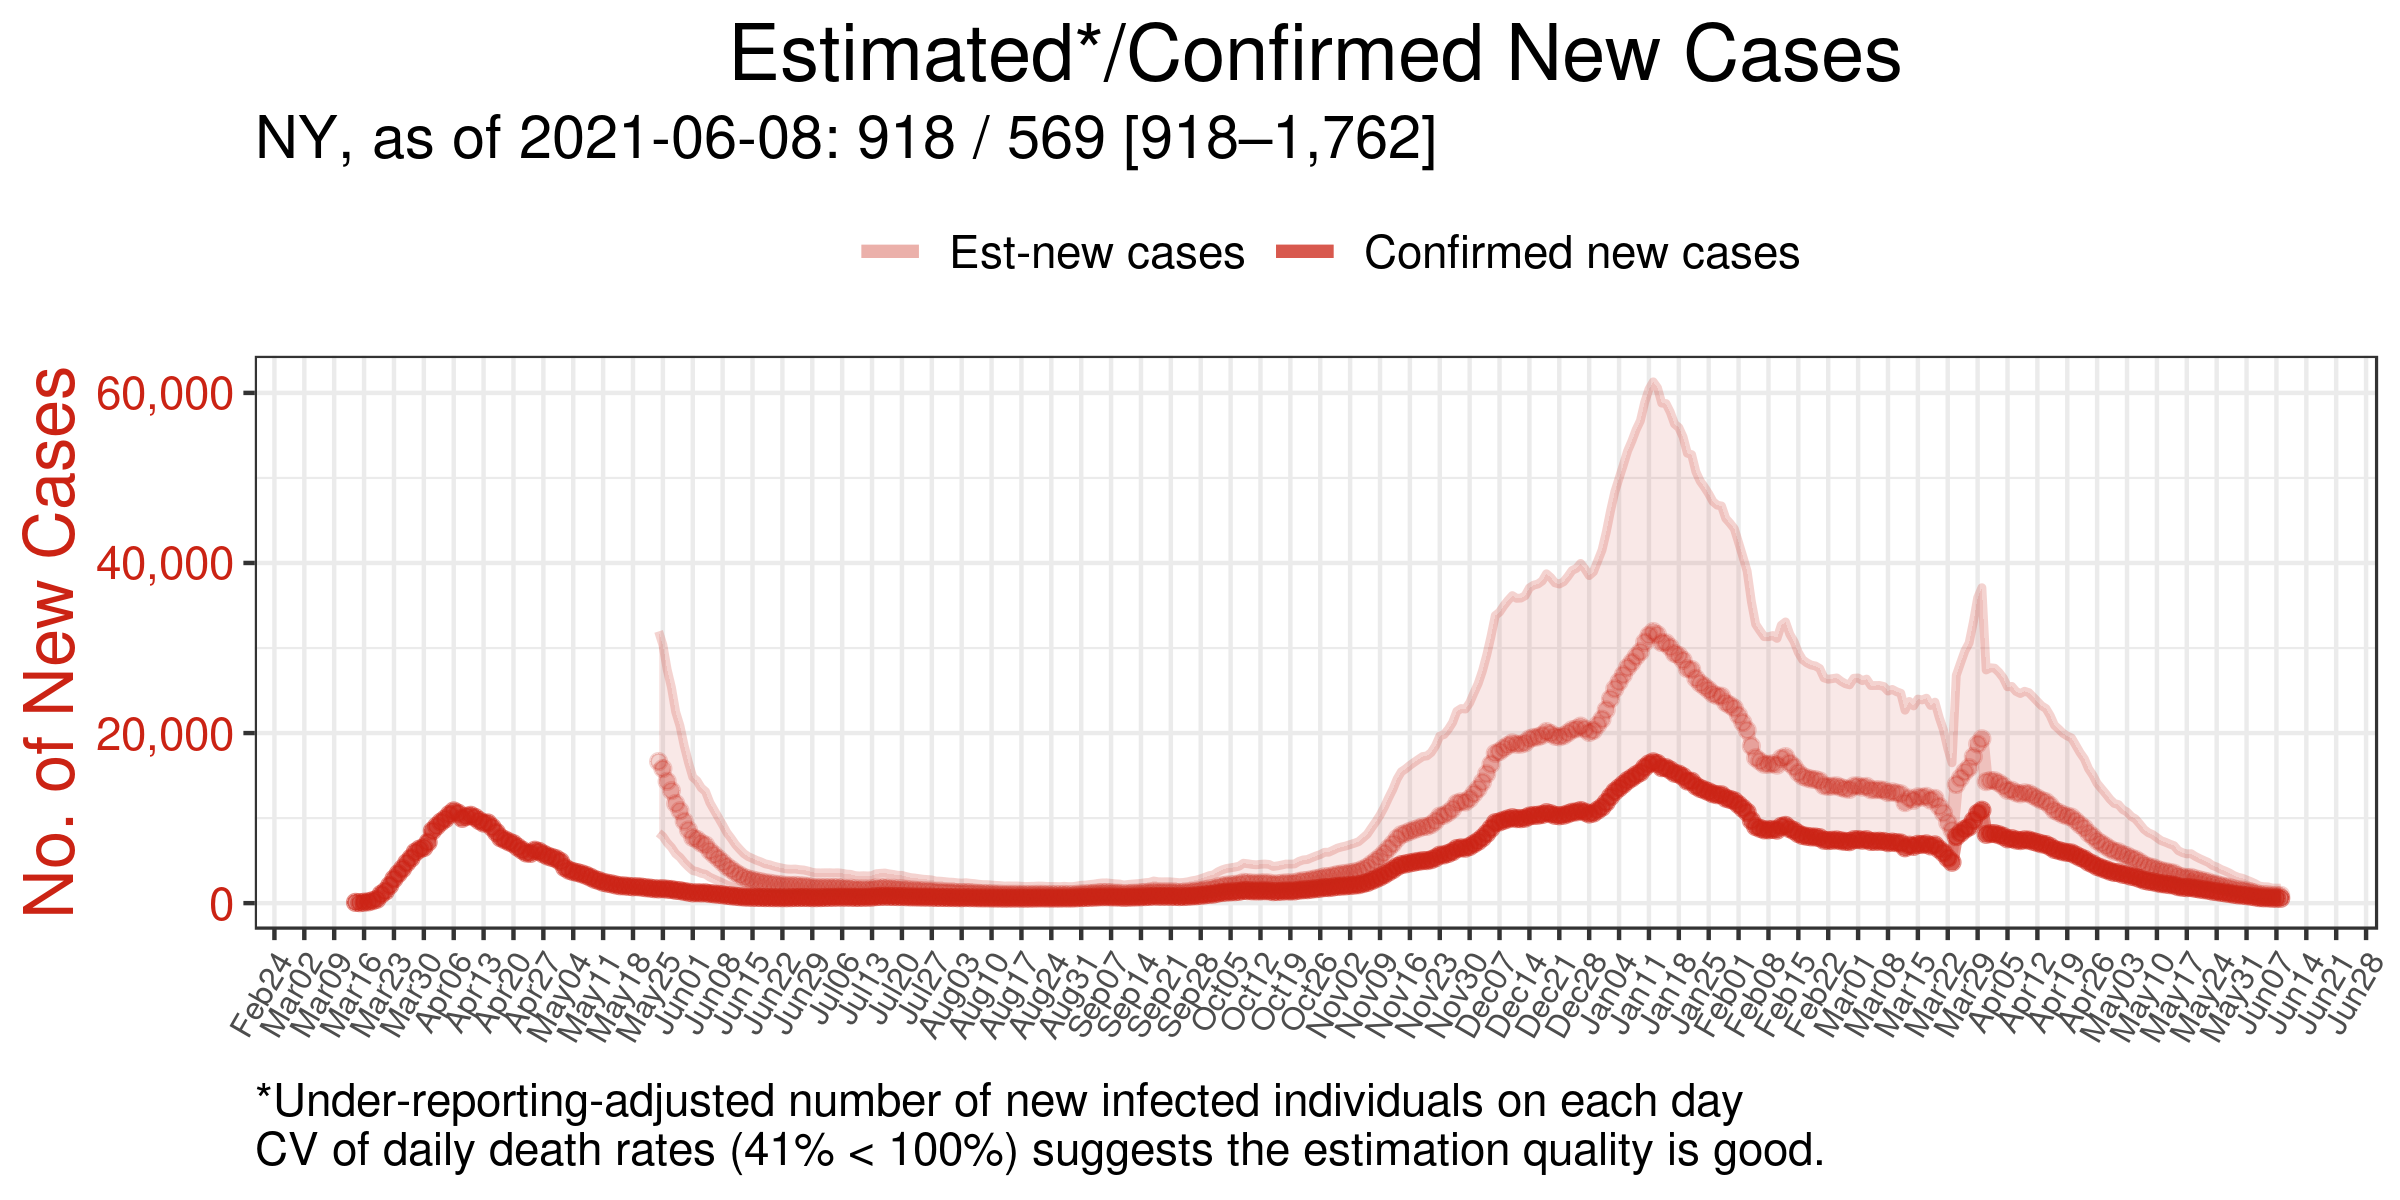 Estimated*/Confirmed New Cases
NY, as of 2021-06-08: 918 / 569 [918–1,762]
Est-new cases Confirmed new cases
No. of New Cases
60,000
40,000
20,000
0
Feb24 Mar02 Mar09 Mar16 Mar23 Mar30 Apr06 Apr13 Apr20 Apr27 May04 May11 May18 May25 Jun01 Jun08 Jun15 Jun22 Jun29 Jul06 Jul13 Jul20 Jul27 Aug03 Aug10 Aug17 Aug24 Aug31 Sep07 Sep14 Sep21 Sep28 Oct05 Oct12 Oct19 Oct26 Nov02 Nov09 Nov16 Nov23 Nov30 Dec07 Dec14 Dec21 Dec28 Jan04 Jan11 Jan18 Jan25 Feb01 Feb08 Feb15 Feb22 Mar01 Mar08 Mar15 Mar22 Mar29 Apr05 Apr12 Apr19 Apr26 May03 May10 May17 May24 May31 Jun07 Jun14 Jun21 Jun28
*Under-reporting-adjusted number of new infected individuals on each day
CV of daily death rates (41% < 100%) suggests the estimation quality is good.